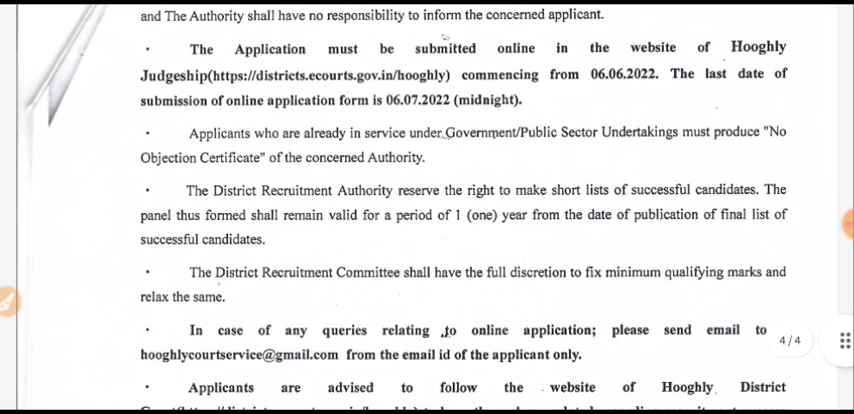 and The Authority shall have no responsibility to inform the concerned applicant.
· The Application must be submitted online in the website of Hooghly
Judgeship(https://districts.ecourts.gov.in/hooghly) commencing from 06.06.2022. The last date of
submission of online application form is 06.07.2022 (midnight).
· Applicants who are already in service under Government/Public Sector Undertakings must produce "No
Objection Certificate" of the concerned Authority.
· The District Recruitment Authority reserve the right to make short lists of successful candidates. The
panel thus formed shall remain valid for a period of 1 (one) year from the date of publication of final list of
successful candidates.
· The District Recruitment Committee shall have the full discretion to fix minimum qualifying marks and
relax the same.
· In case of any queries relating to online application; please send email to
4/4
hooghlycourtservice@gmail.com from the email id of the applicant only.
· Applicants are advised to follow the website of Hooghly District